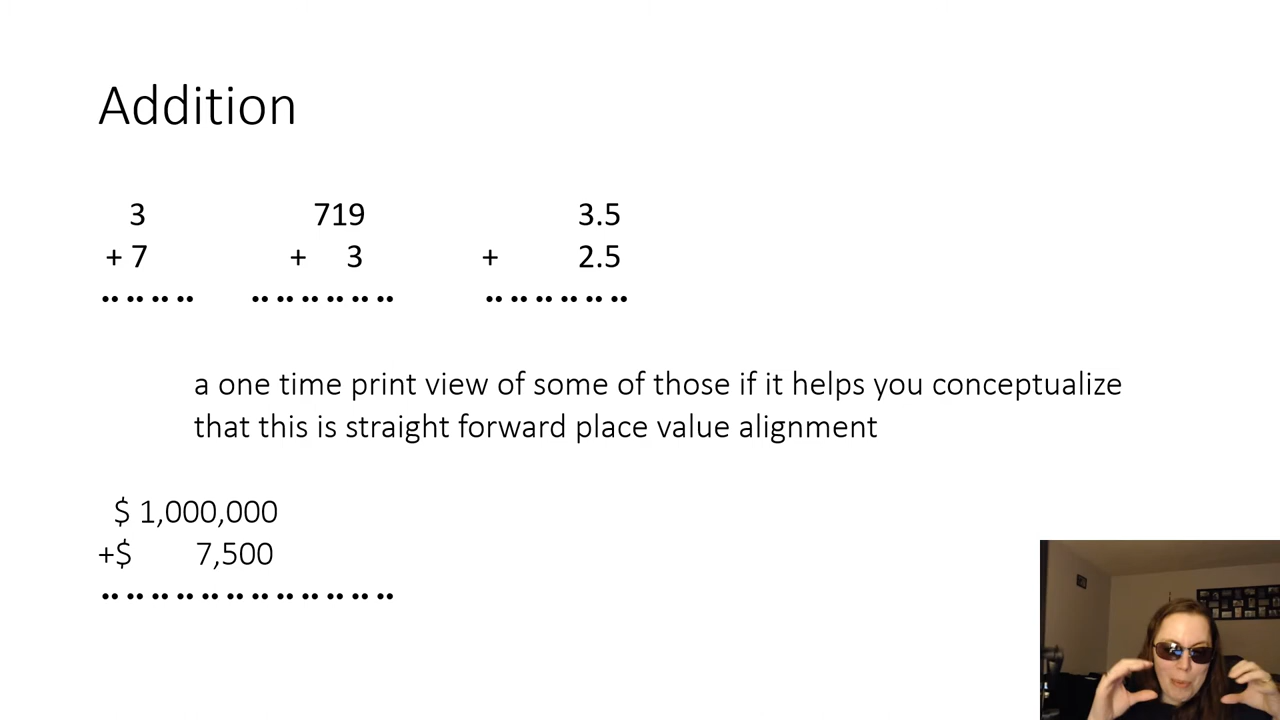 Addition
3 719 3.5
+ 7 + 3 + 2.5
a one time print view of some of those if it helps you conceptualize
that this is straight forward place value alignment
$ 1,000,000
+$ 7,500